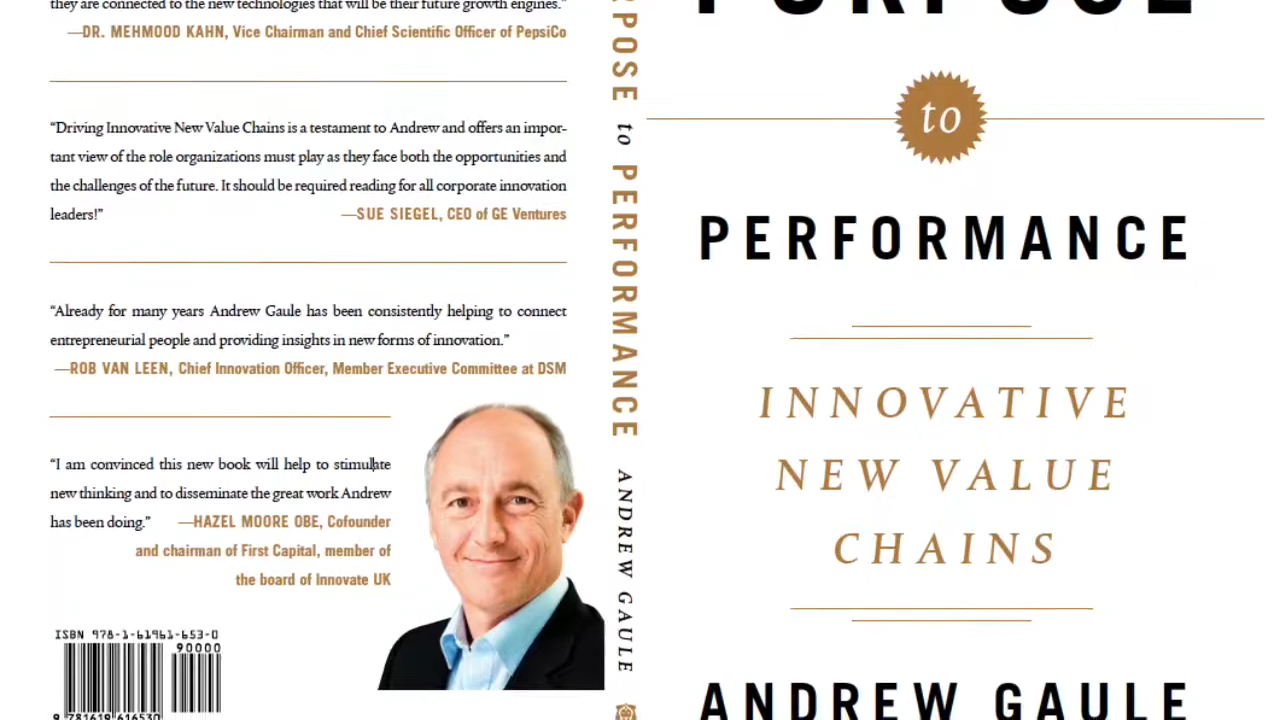 they are connected to the new technologies that will be their future growth engines.”
—DR. MEHMOOD KAHN, Vice Chairman and Chief Scientific Officer of PepsiCo
“Driving Innovative New Value Chains is a testament to Andrew and offers an impor-
tant view of the role organizations must play as they face both the opportunities and
the challenges of the future. It should be required reading for all corporate innovation
leaders!” —SUE SIEGEL, CEO of GE Ventures
“Already for many years Andrew Gaule has been consistently helping to connect
entrepreneurial people and providing insights in new forms of innovation.”
—ROB VAN LEEN, Chief Innovation Officer, Member Executive Committee at DSM
“I am convinced this new book will help to stimulate
new thinking and to disseminate the great work Andrew
has been doing.” —HAZEL MOORE OBE, Cofounder
and chairman of First Capital, member of
the board of Innovate UK
ISBN 978-1-61961-653-0
90000
9 781619 616530
RPOSE to PERFORMANCE ANDREW GAULE
PURPOSE
to
PERFORMANCE
INNOVATIVE
NEW VALUE
CHAINS
ANDREW GAULE